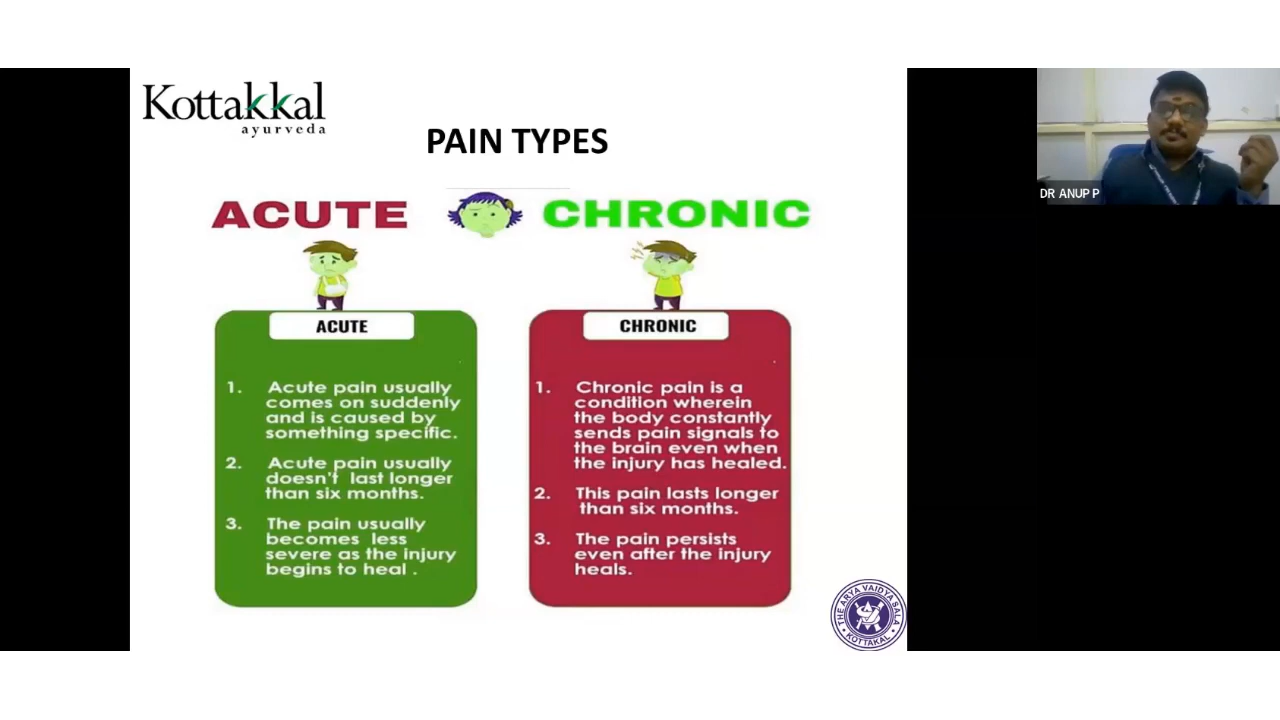 Kottakkal
ayurveda
PAIN TYPES
ACUTE
CHRONIC
ACUTE
1. Acute pain usually
comes on suddenly
and is caused by
something specific.
2. Acute pain usually
doesn't last longer
than six months.
3. The pain usually
becomes less
severe as the injury
begins to heal .
CHRONIC
1. Chronic pain is a
condition wherein
the body constantly
sends pain signals to
the brain even when
the injury has healed.
2. This pain lasts longer
than six months.
3. The pain persists
even after the injury
heals.
THE ARYA VAIDYA SALA
KOTTAKAL
DR ANUP P